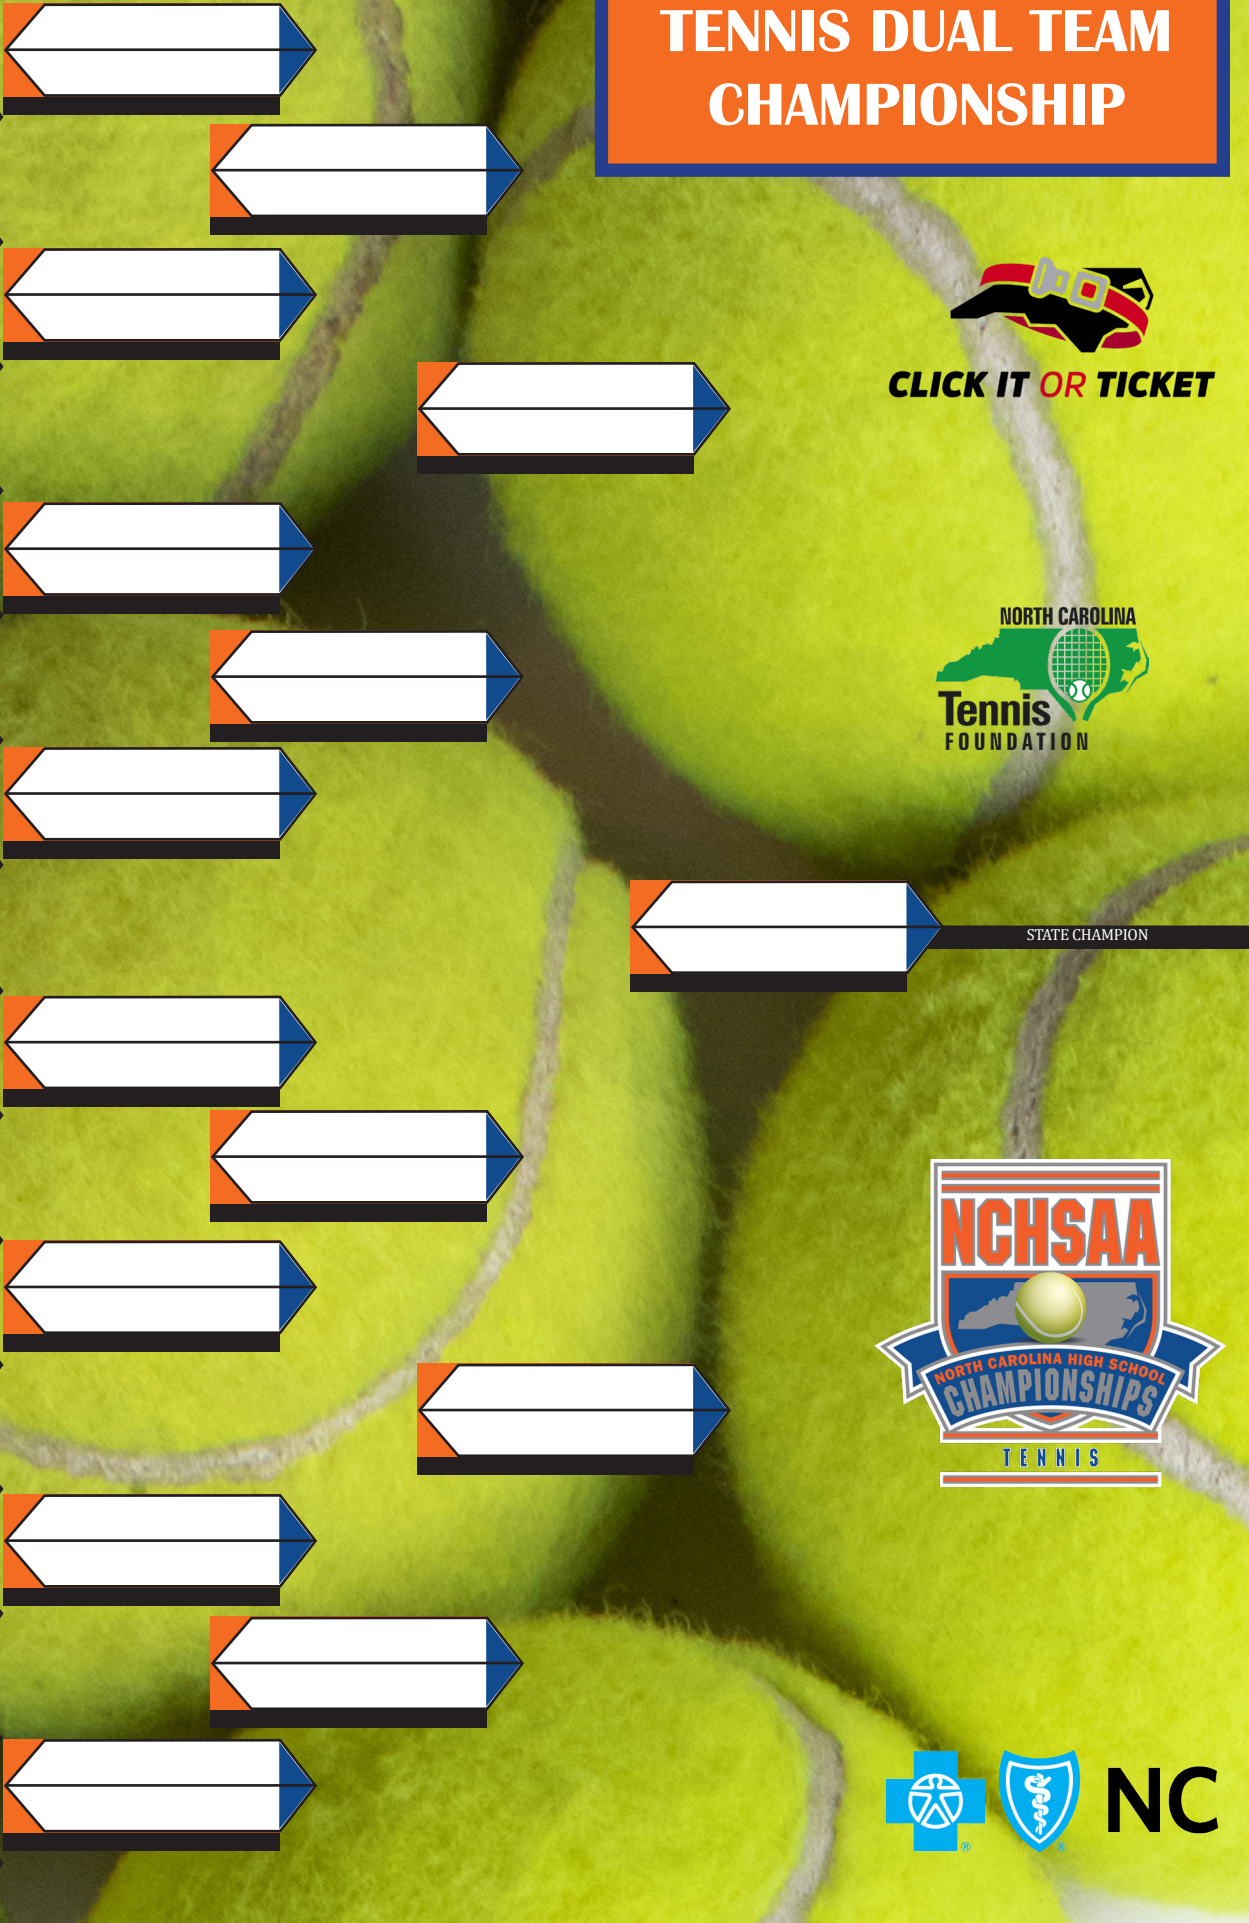 TENNIS DUAL TEAM
CHAMPIONSHIP
CLICK IT OR TICKET
NORTH CAROLINA
Tennis
FOUNDATION
STATE CHAMPION
NCHSAA
NORTH CAROLINA HIGH SCHOOL
CHAMPIONSHIPS
TENNIS
® ® NC